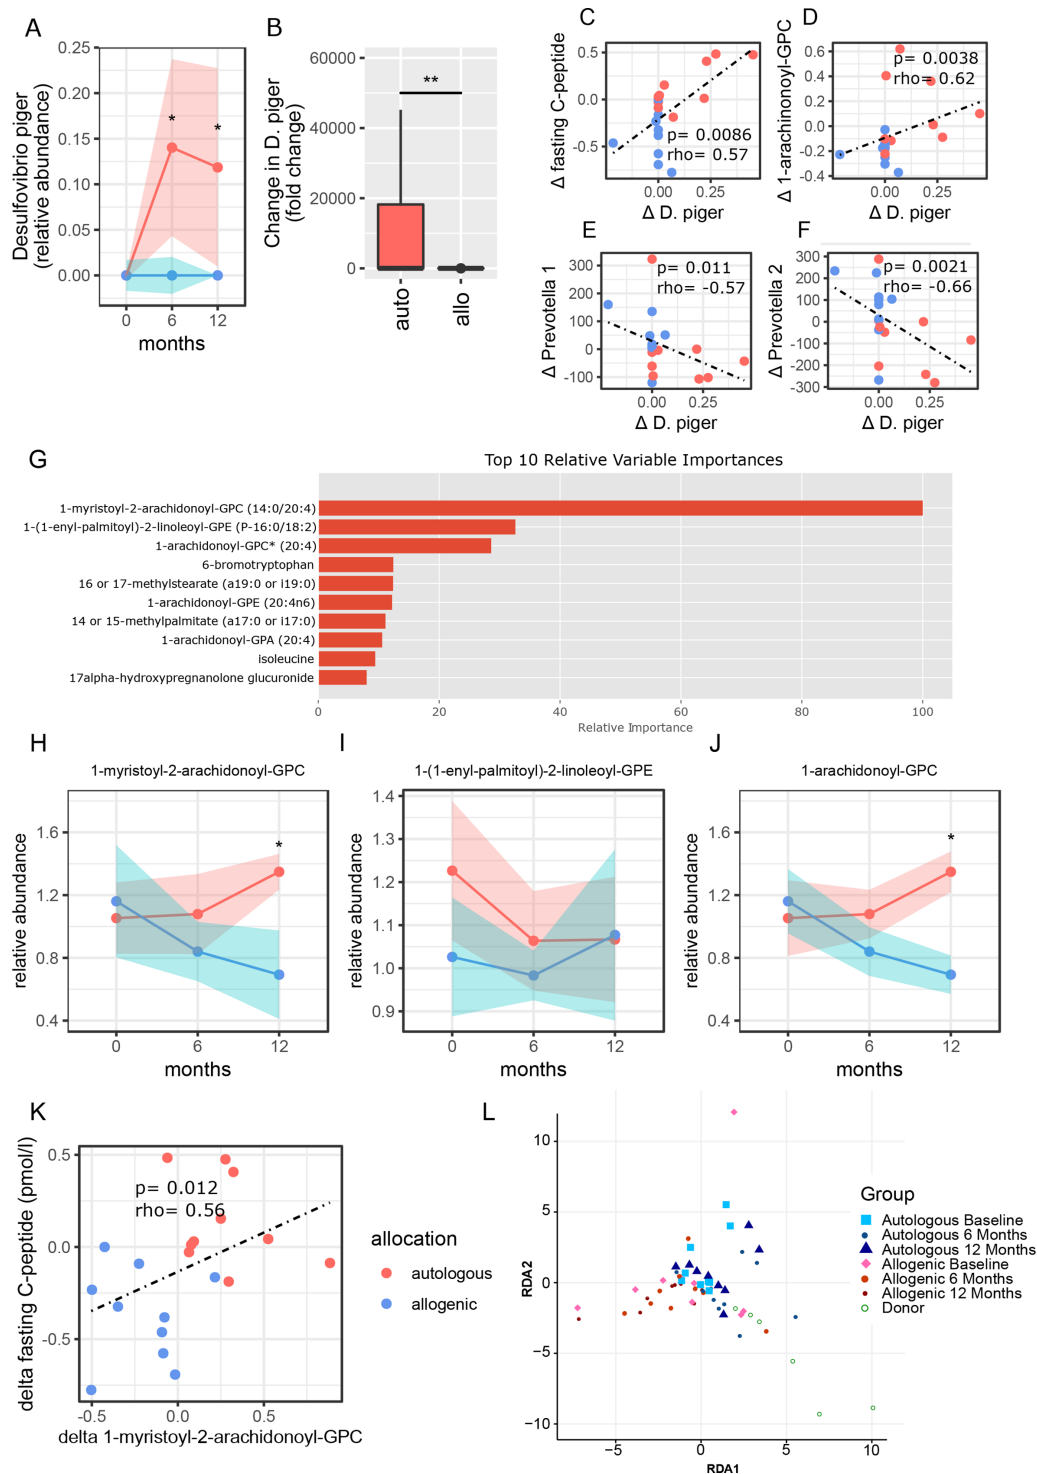 A
Desulfovibrio piger
(relative abundance)
0.25
0.20
0.15
0.10
0.05
0.00
*
*
0
6
12
months
B
Change in D. piger
(fold change)
60000
40000
20000
0
**
auto
allo
C
Δ fasting C-peptide
0.5
0.0
-0.5
p= 0.0086
rho= 0.57
0.00
0.25
Δ D. piger
D
Δ 1-arachinonoyl-GPC
0.6
0.4
0.2
0.0
-0.2
-0.4
p= 0.0038
rho= 0.62
0.00
0.25
Δ D. piger
E
Δ Prevotella 1
300
200
100
0
-100
p= 0.011
rho= -0.57
0.00
0.25
Δ D. piger
F
Δ Prevotella 2
300
200
100
0
-100
-200
-300
p= 0.0021
rho= -0.66
0.00
0.25
Δ D. piger
G
Top 10 Relative Variable Importances
1-myristoyl-2-arachidonoyl-GPC (14:0/20:4)
1-(1-enyl-palmitoyl)-2-linoleoyl-GPE (P-16:0/18:2)
1-arachidonoyl-GPC* (20:4)
6-bromotryptophan
16 or 17-methylstearate (a19:0 or i19:0)
1-arachidonoyl-GPE (20:4n6)
14 or 15-methylpalmitate (a17:0 or i17:0)
1-arachidonoyl-GPA (20:4)
isoleucine
17alpha-hydroxypregnanolone glucuronide
0
20
40
60
80
100
Relative Importance
H
1-myristoyl-2-arachidonoyl-GPC
relative abundance
1.6
1.2
0.8
0.4
*
0
6
12
months
I
1-(1-enyl-palmitoyl)-2-linoleoyl-GPE
relative abundance
1.4
1.3
1.2
1.1
1.0
0.9
0
6
12
months
J
1-arachidonoyl-GPC
relative abundance
1.6
1.2
0.8
0.4
*
0
6
12
months
K
delta fasting C-peptide (pmol/l)
0.5
0.0
-0.5
p= 0.012
rho= 0.56
-0.5
0.0
0.5
delta 1-myristoyl-2-arachidonoyl-GPC
allocation
autologous
allogenic
L
RDA2
10
5
0
−5
−10
−5
0
5
10
RDA1
Group
Autologous Baseline
Autologous 6 Months
Autologous 12 Months
Allogenic Baseline
Allogenic 6 Months
Allogenic 12 Months
Donor